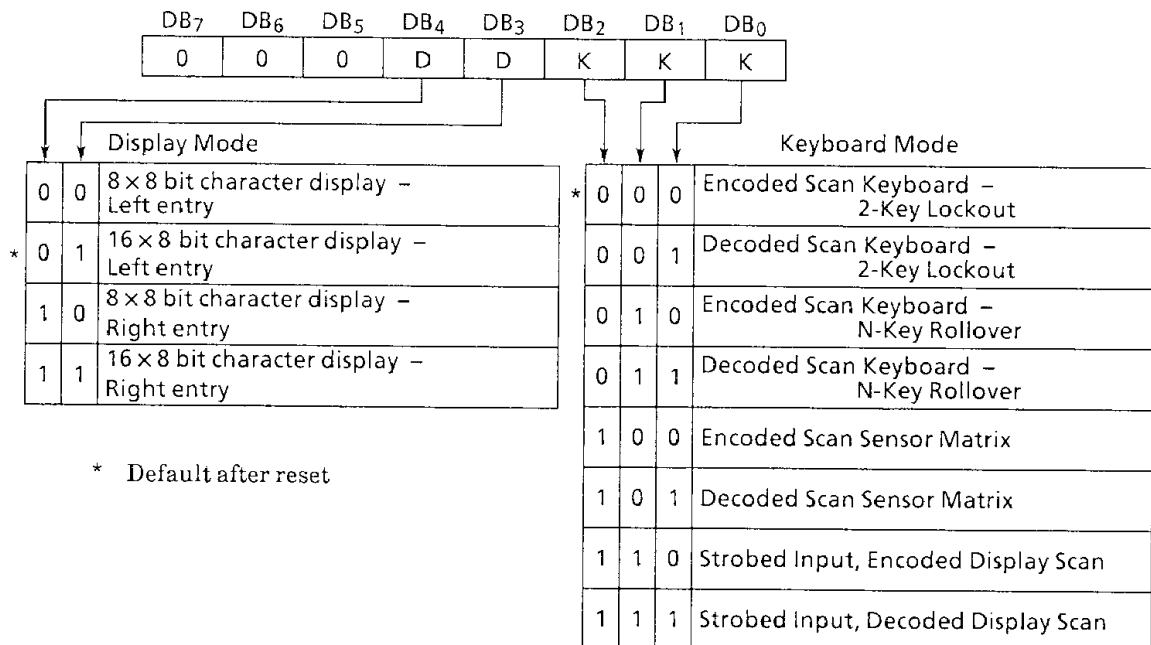 DB7 DB6 DB5 DB4 DB3 DB2 DB1 DB0
0 0 0 D D K K K
Display Mode
0 0 8 × 8 bit character display –
Left entry
* 0 1 16 × 8 bit character display –
Left entry
1 0 8 × 8 bit character display –
Right entry
1 1 16 × 8 bit character display –
Right entry
* Default after reset
Keyboard Mode
* 0 0 0 Encoded Scan Keyboard –
2-Key Lockout
0 0 1 Decoded Scan Keyboard –
2-Key Lockout
0 1 0 Encoded Scan Keyboard –
N-Key Rollover
0 1 1 Decoded Scan Keyboard –
N-Key Rollover
1 0 0 Encoded Scan Sensor Matrix
1 0 1 Decoded Scan Sensor Matrix
1 1 0 Strobed Input, Encoded Display Scan
1 1 1 Strobed Input, Decoded Display Scan